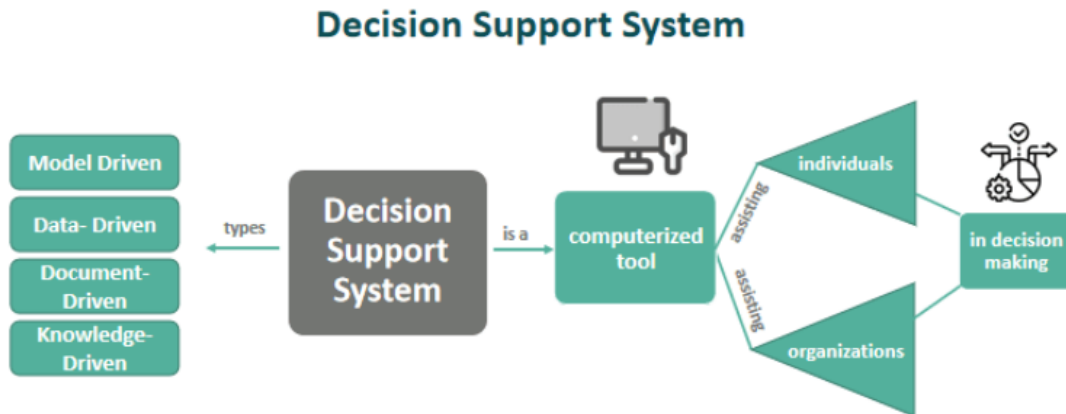 Decision Support System
Model Driven
Data- Driven
Document-
Driven
Knowledge-
Driven
types
Decision
Support
System
is a
computerized
tool
assisting
assisting
individuals
organizations
in decision
making